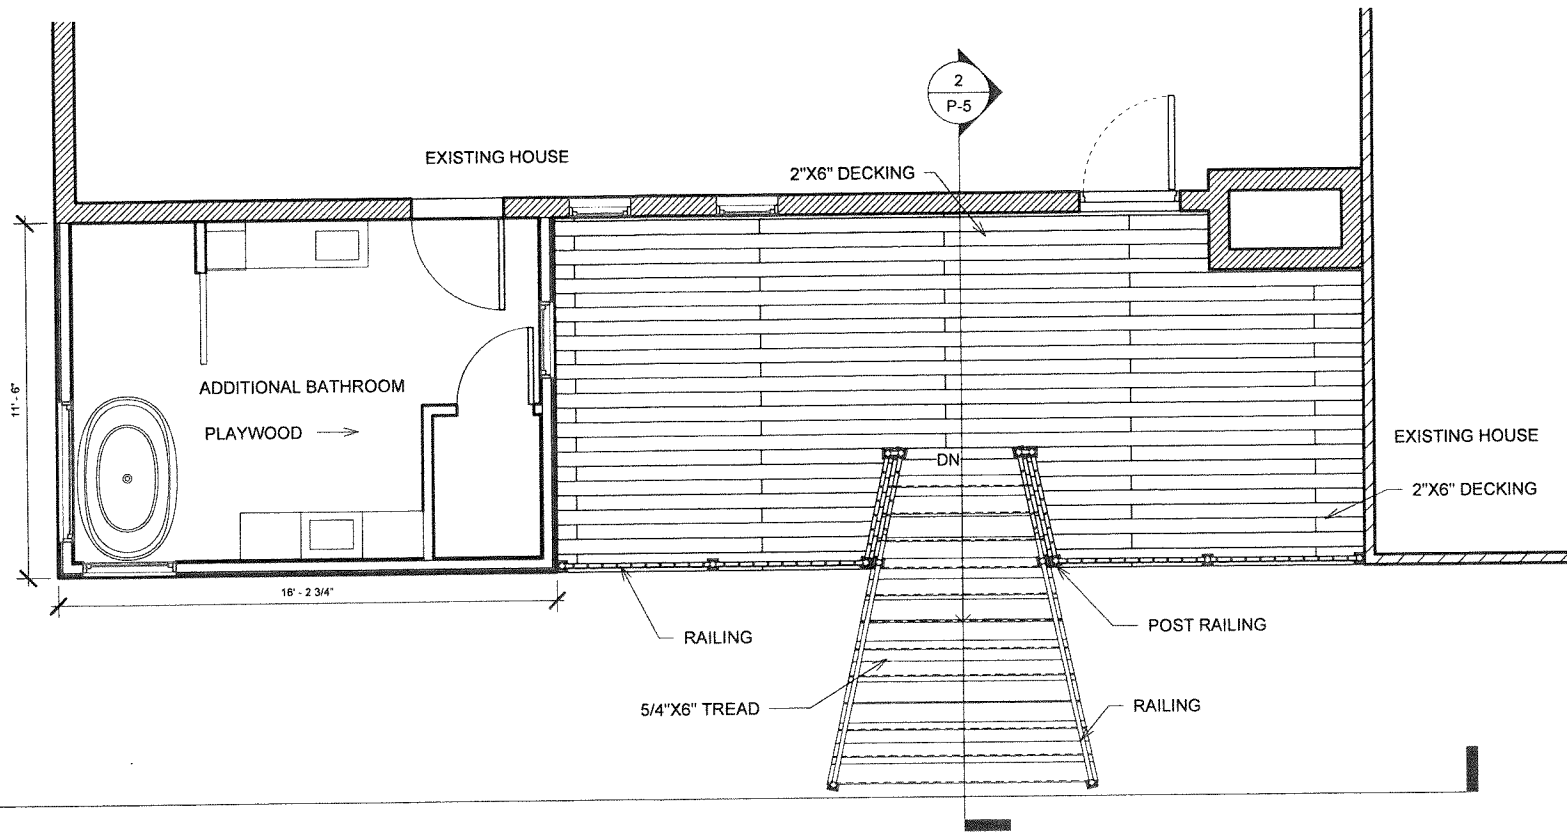 2
P-5
EXISTING HOUSE
2"X6" DECKING
11' - 6"
ADDITIONAL BATHROOM
PLAYWOOD
EXISTING HOUSE
DN
2"X6" DECKING
16' - 2 3/4"
RAILING
POST RAILING
5/4"X6" TREAD
RAILING